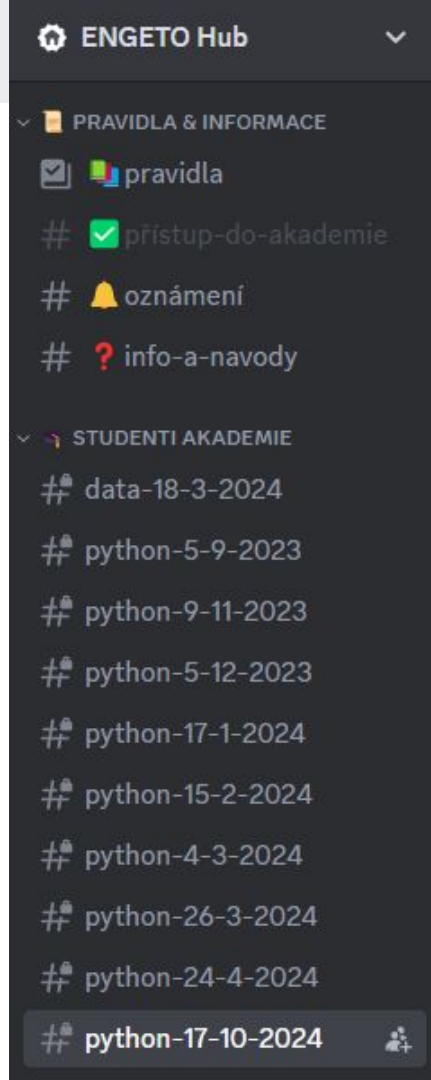 ENGETO Hub
PRAVIDLA & INFORMACE
pravidla
přístup-do-akademie
oznámení
info-a-navody
STUDENTI AKADEMIE
data-18-3-2024
python-5-9-2023
python-9-11-2023
python-5-12-2023
python-17-1-2024
python-15-2-2024
python-4-3-2024
python-26-3-2024
python-24-4-2024
python-17-10-2024